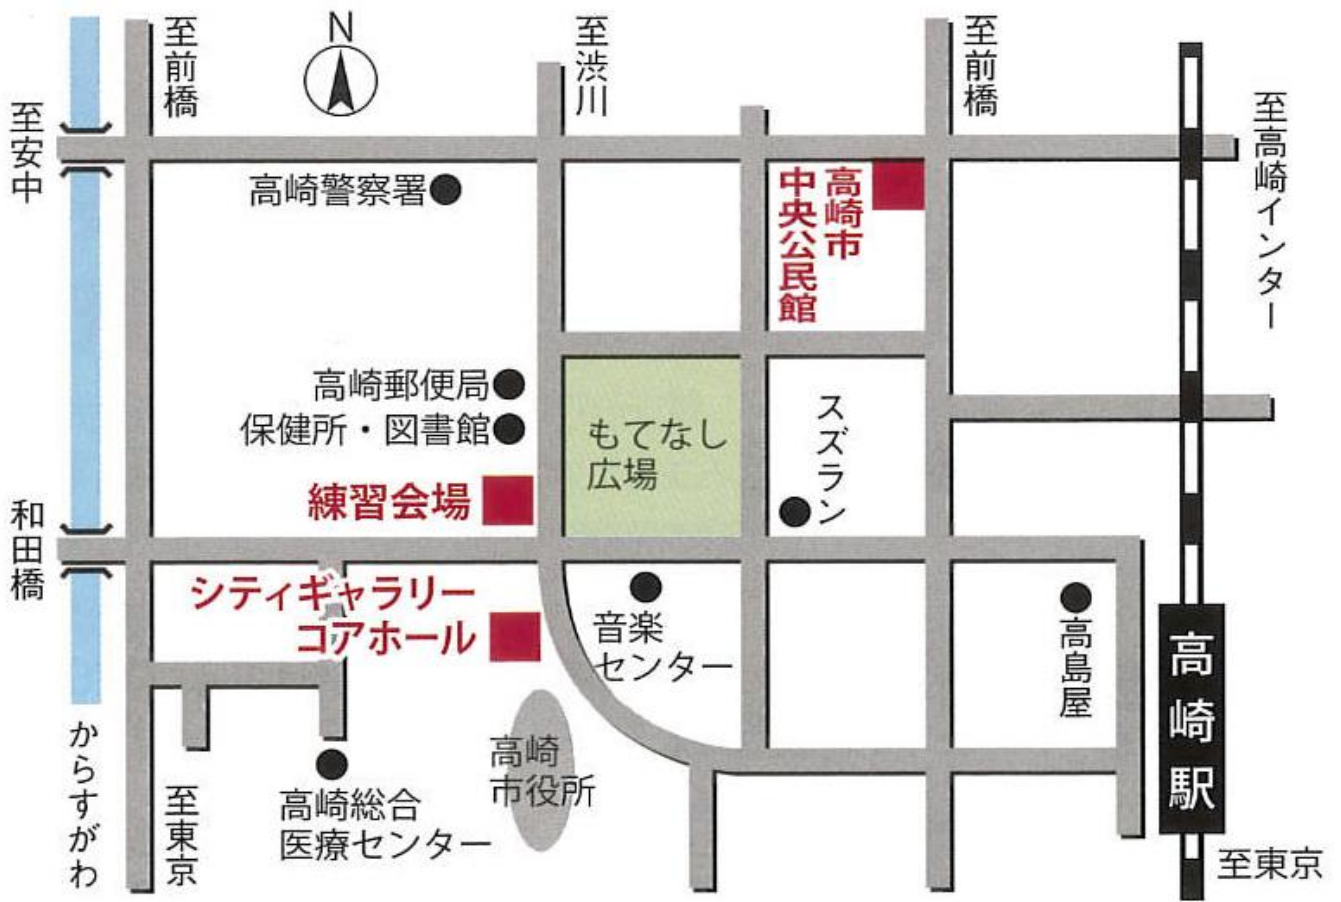 N
至前橋
至渋川
至前橋
至安中
至高崎インター
高崎警察署
高崎市
中央公民館
高崎郵便局
保健所・図書館
もてなし
広場
スズラン
練習会場
和田橋
シティギャラリー
コアホール
音楽
センター
高島屋
高崎駅
高崎
市役所
からすがわ
至東京
高崎総合
医療センター
至東京